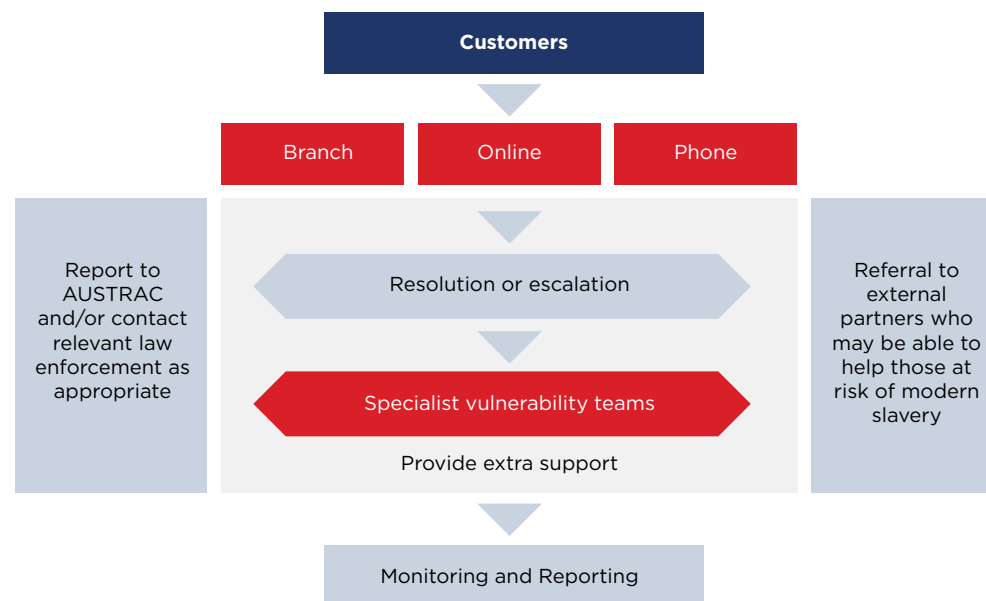 Customers
Branch
Online
Phone
Report to
AUSTRAC
and/or contact
relevant law
enforcement as
appropriate
Resolution or escalation
Specialist vulnerability teams
Provide extra support
Referral to
external
partners who
may be able to
help those at
risk of modern
slavery
Monitoring and Reporting